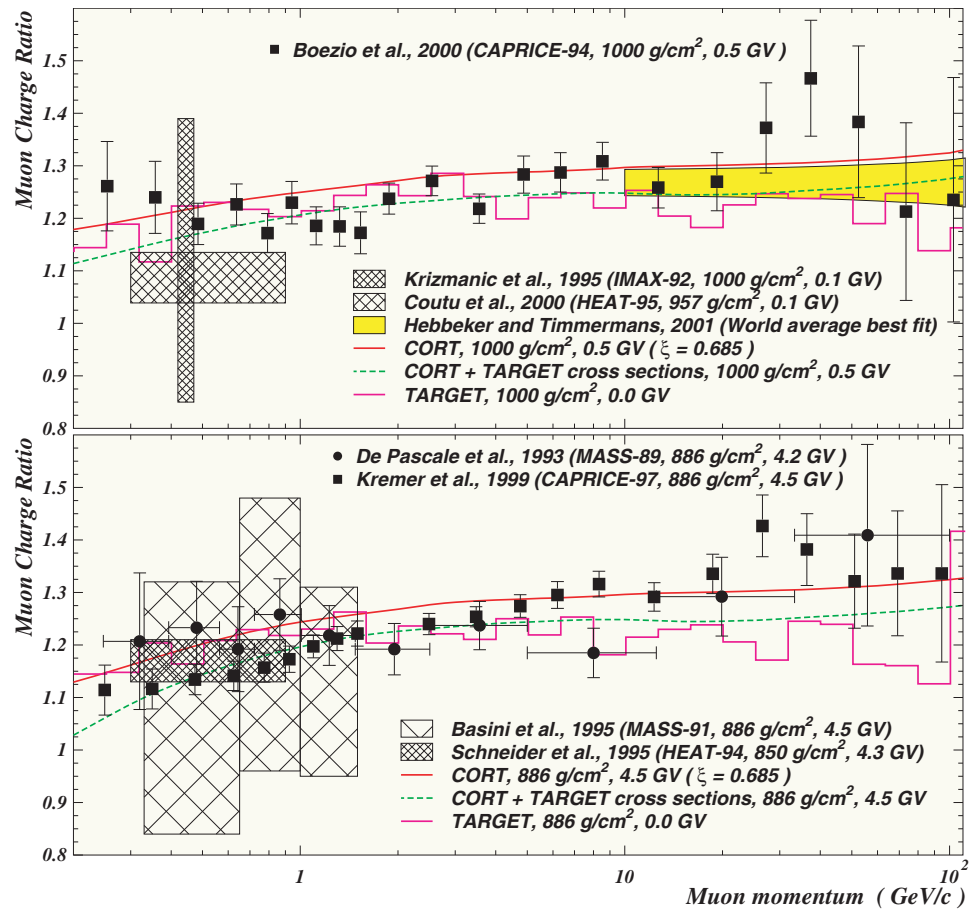 Muon Charge Ratio
1.5
1.4
1.3
1.2
1.1
1
0.9
0.8
Boezio et al., 2000 (CAPRICE-94, 1000 g/cm², 0.5 GV )
Krizmanic et al., 1995 (IMAX-92, 1000 g/cm², 0.1 GV)
Coutu et al., 2000 (HEAT-95, 957 g/cm², 0.1 GV)
Hebbeker and Timmermans, 2001 (World average best fit)
CORT, 1000 g/cm², 0.5 GV ( ξ = 0.685 )
CORT + TARGET cross sections, 1000 g/cm², 0.5 GV
TARGET, 1000 g/cm², 0.0 GV
Muon Charge Ratio
1.5
1.4
1.3
1.2
1.1
1
0.9
0.8
De Pascale et al., 1993 (MASS-89, 886 g/cm², 4.2 GV )
Kremer et al., 1999 (CAPRICE-97, 886 g/cm², 4.5 GV )
Basini et al., 1995 (MASS-91, 886 g/cm², 4.5 GV)
Schneider et al., 1995 (HEAT-94, 850 g/cm², 4.3 GV)
CORT, 886 g/cm², 4.5 GV ( ξ = 0.685 )
CORT + TARGET cross sections, 886 g/cm², 4.5 GV
TARGET, 886 g/cm², 0.0 GV
1 10 10²
Muon momentum ( GeV/c )